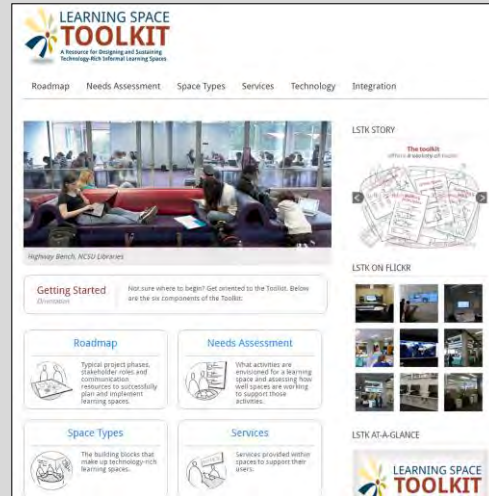 LEARNING SPACE
TOOLKIT
A Resource for Designing and Sustaining
Technology-Rich Informal Learning Spaces
Roadmap Needs Assessment Space Types Services Technology Integration
Highway Bench, NCSU Libraries
Getting Started
Orientation
Not sure where to begin? Get oriented to the Toolkit. Below
are the six components of the Toolkit:
Roadmap
Typical project phases,
stakeholder roles and
communication
resources to successfully
plan and implement
learning spaces.
Needs Assessment
What activities are
envisioned for a learning
space and assessing how
well spaces are working
to support those
activities.
Space Types
The building blocks that
make up technology-rich
learning spaces.
Services
Services provided within
spaces to support their
users.
LSTK STORY
The toolkit
LSTK ON FLICKR
LSTK AT-A-GLANCE
LEARNING SPACE
TOOLKIT